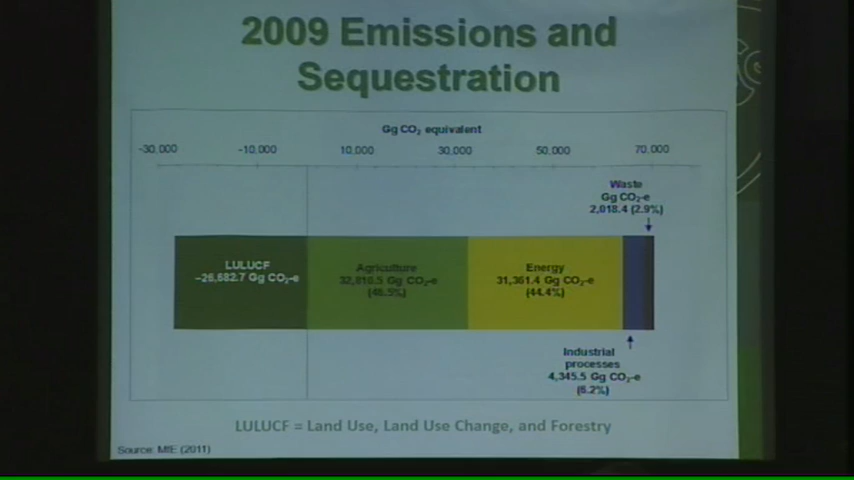 2009 Emissions and
Sequestration
Gg CO₂ equivalent
-30,000 -10,000 10,000 30,000 50,000 70,000
Waste
Gg CO₂-e
2,018.4 (2.9%)
LULUCF
–26,682.7 Gg CO₂-e
Agriculture
32,810.5 Gg CO₂-e
(46.5%)
Energy
31,361.4 Gg CO₂-e
(44.4%)
Industrial
processes
4,345.5 Gg CO₂-e
(6.2%)
LULUCF = Land Use, Land Use Change, and Forestry
Source: MfE (2011)